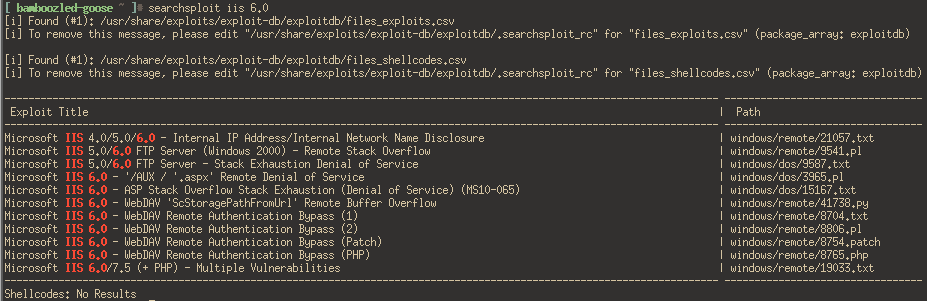 [ bamboozled-goose ~ ]# searchsploit iis 6.0
[i] Found (#1): /usr/share/exploits/exploit-db/exploitdb/files_exploits.csv
[i] To remove this message, please edit "/usr/share/exploits/exploit-db/exploitdb/.searchsploit_rc" for "files_exploits.csv" (package_array: exploitdb)
[i] Found (#1): /usr/share/exploits/exploit-db/exploitdb/files_shellcodes.csv
[i] To remove this message, please edit "/usr/share/exploits/exploit-db/exploitdb/.searchsploit_rc" for "files_shellcodes.csv" (package_array: exploitdb)
Exploit Title | Path
Microsoft IIS 4.0/5.0/6.0 - Internal IP Address/Internal Network Name Disclosure | windows/remote/21057.txt
Microsoft IIS 5.0/6.0 FTP Server (Windows 2000) - Remote Stack Overflow | windows/remote/9541.pl
Microsoft IIS 5.0/6.0 FTP Server - Stack Exhaustion Denial of Service | windows/dos/9587.txt
Microsoft IIS 6.0 - '/AUX / '.aspx' Remote Denial of Service | windows/dos/3965.pl
Microsoft IIS 6.0 - ASP Stack Overflow Stack Exhaustion (Denial of Service) (MS10-065) | windows/dos/15167.txt
Microsoft IIS 6.0 - WebDAV 'ScStoragePathFromUrl' Remote Buffer Overflow | windows/remote/41738.py
Microsoft IIS 6.0 - WebDAV Remote Authentication Bypass (1) | windows/remote/8704.txt
Microsoft IIS 6.0 - WebDAV Remote Authentication Bypass (2) | windows/remote/8806.pl
Microsoft IIS 6.0 - WebDAV Remote Authentication Bypass (Patch) | windows/remote/8754.patch
Microsoft IIS 6.0 - WebDAV Remote Authentication Bypass (PHP) | windows/remote/8765.php
Microsoft IIS 6.0/7.5 (+ PHP) - Multiple Vulnerabilities | windows/remote/19033.txt
Shellcodes: No Results